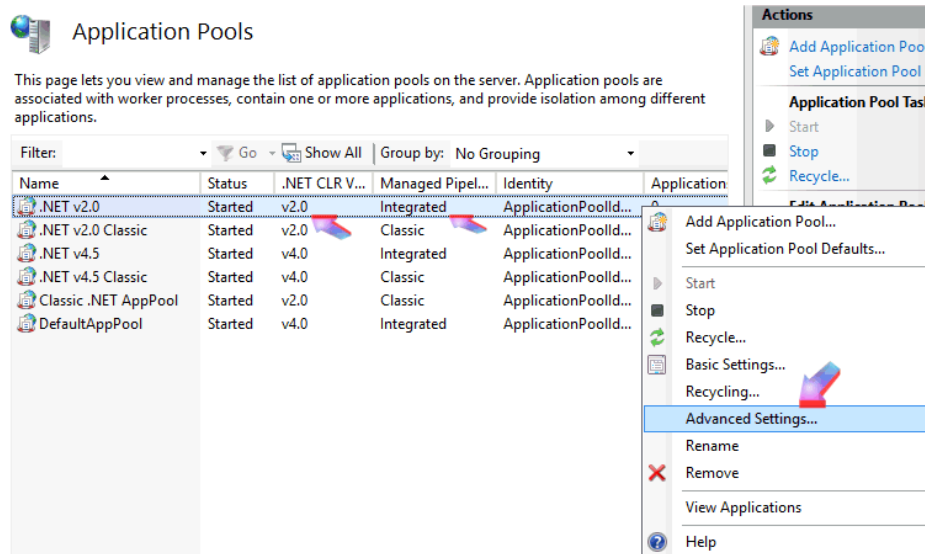 Application Pools
This page lets you view and manage the list of application pools on the server. Application pools are
associated with worker processes, contain one or more applications, and provide isolation among different
applications.
Filter: Go Show All Group by: No Grouping
Name Status .NET CLR V... Managed Pipel... Identity Application
.NET v2.0 Started v2.0 Integrated ApplicationPoolId... 0
.NET v2.0 Classic Started v2.0 Classic ApplicationPoolId...
.NET v4.5 Started v4.0 Integrated ApplicationPoolId...
.NET v4.5 Classic Started v4.0 Classic ApplicationPoolId...
Classic .NET AppPool Started v2.0 Classic ApplicationPoolId...
DefaultAppPool Started v4.0 Integrated ApplicationPoolId...
Actions
Add Application Poo
Set Application Pool
Application Pool Tas
Start
Stop
Recycle...
Edit Application Poo
Add Application Pool...
Set Application Pool Defaults...
Start
Stop
Recycle...
Basic Settings...
Recycling...
Advanced Settings...
Rename
Remove
View Applications
Help